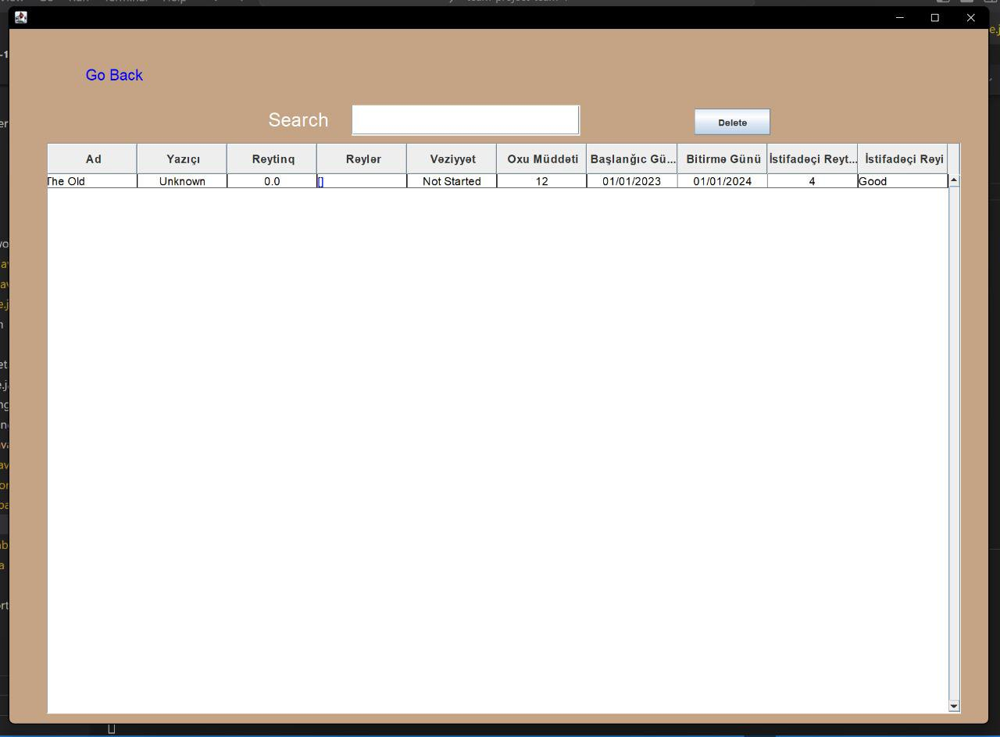 Go Back
Search
Delete
Ad Yazıçı Reytinq Rəylər Vəziyyət Oxu Müddəti Başlanğıc Gü... Bitirmə Günü İstifadəçi Reyt... İstifadəçi Rəyi
The Old Unknown 0.0 [] Not Started 12 01/01/2023 01/01/2024 4 Good